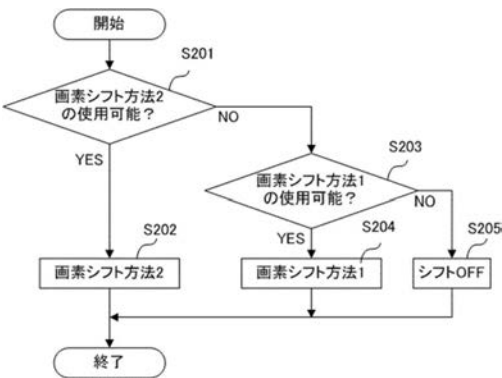 開始
S201
画素シフト方法2
の使用可能?
NO
YES
S203
画素シフト方法1
の使用可能?
NO
YES
S202
画素シフト方法2
S204
画素シフト方法1
S205
シフトOFF
終了